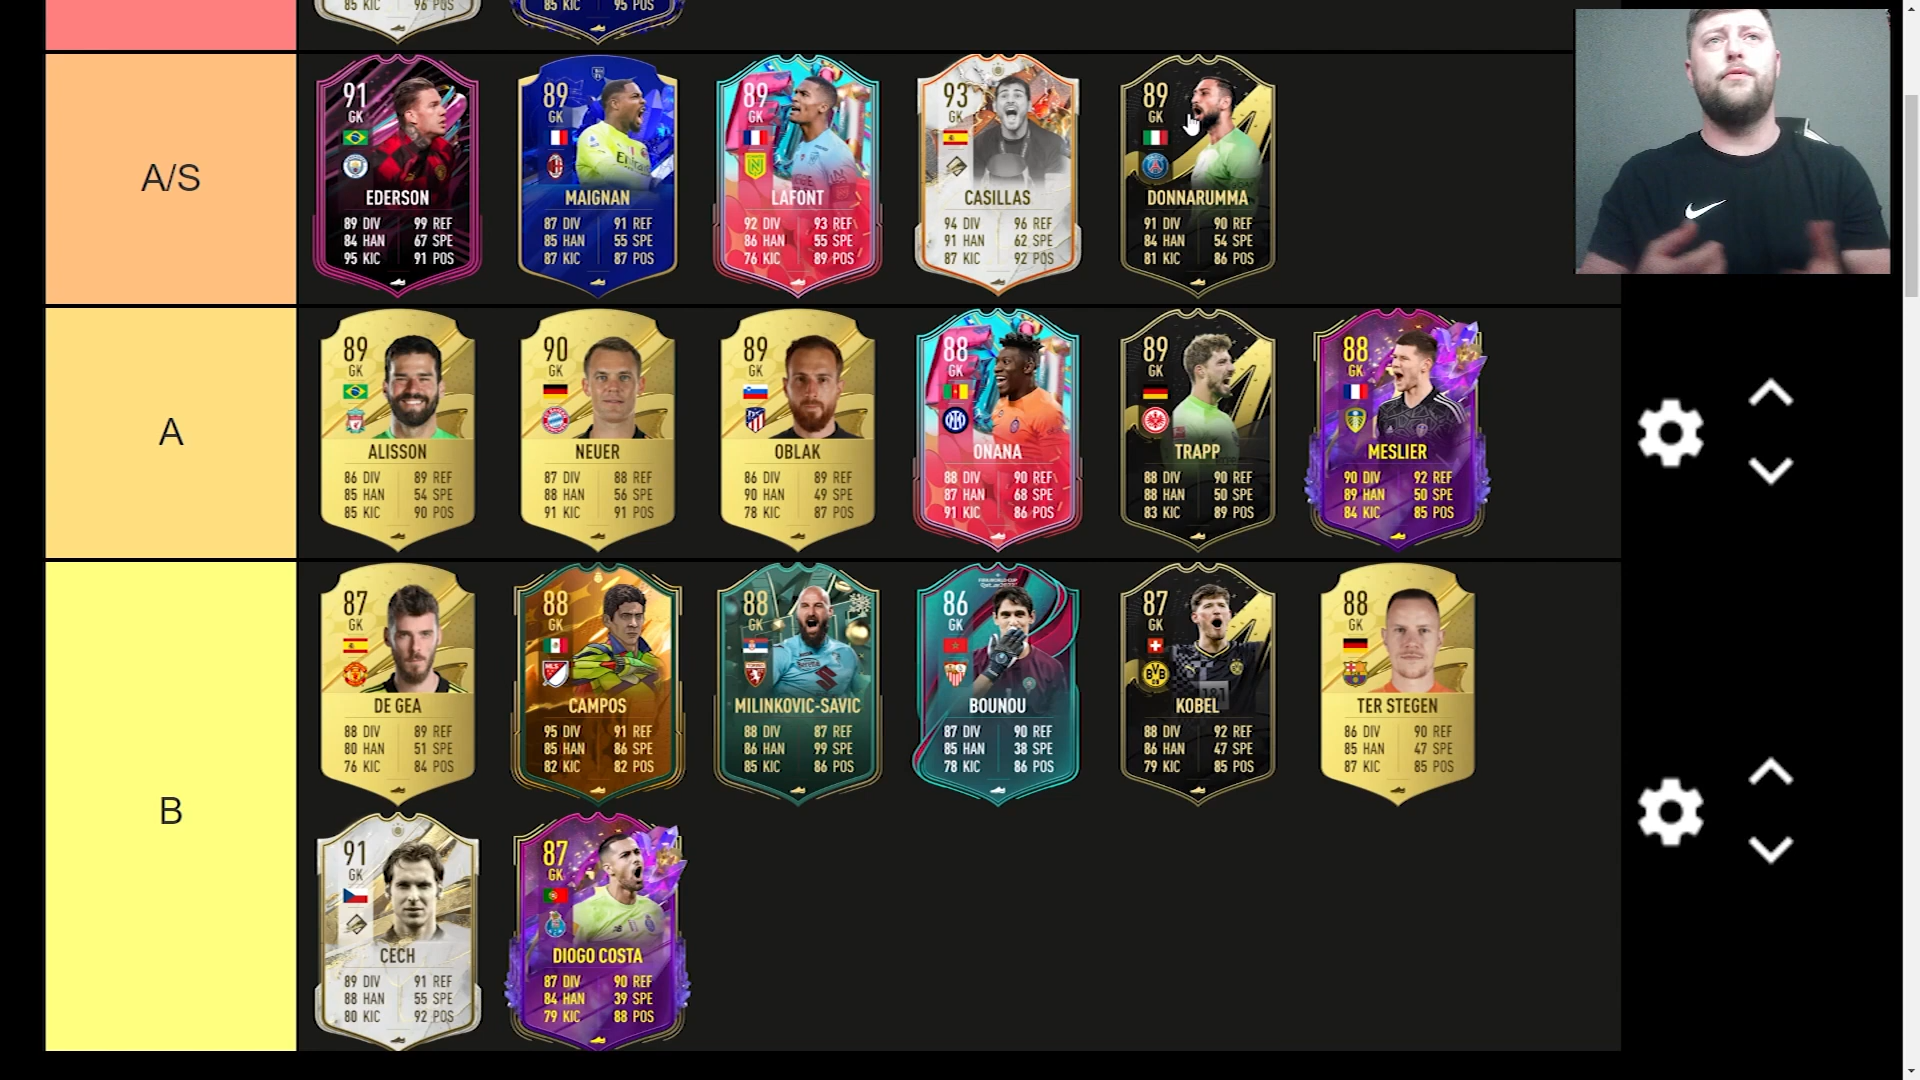 85 KIC 96 POS
85 KIC 95 POS
A/S
91
GK
EDERSON
89 DIV 99 REF
84 HAN 67 SPE
95 KIC 91 POS
89
GK
MAIGNAN
87 DIV 91 REF
85 HAN 55 SPE
87 KIC 87 POS
89
GK
LAFONT
92 DIV 93 REF
86 HAN 55 SPE
76 KIC 89 POS
93
GK
CASILLAS
94 DIV 96 REF
91 HAN 62 SPE
87 KIC 92 POS
89
GK
DONNARUMMA
91 DIV 90 REF
84 HAN 54 SPE
81 KIC 86 POS
A
89
GK
ALISSON
86 DIV 89 REF
85 HAN 54 SPE
85 KIC 90 POS
90
GK
NEUER
87 DIV 88 REF
88 HAN 56 SPE
91 KIC 91 POS
89
GK
OBLAK
86 DIV 89 REF
90 HAN 49 SPE
78 KIC 87 POS
88
GK
ONANA
88 DIV 90 REF
87 HAN 68 SPE
91 KIC 86 POS
89
GK
TRAPP
88 DIV 90 REF
88 HAN 50 SPE
83 KIC 89 POS
88
GK
MESLIER
90 DIV 92 REF
89 HAN 50 SPE
84 KIC 85 POS
B
87
GK
DE GEA
88 DIV 89 REF
80 HAN 51 SPE
76 KIC 84 POS
88
GK
CAMPOS
95 DIV 91 REF
85 HAN 86 SPE
82 KIC 82 POS
88
GK
MILINKOVIC-SAVIC
88 DIV 87 REF
86 HAN 99 SPE
85 KIC 86 POS
86
GK
BOUNOU
87 DIV 90 REF
85 HAN 38 SPE
78 KIC 86 POS
87
GK
KOBEL
88 DIV 92 REF
86 HAN 47 SPE
79 KIC 85 POS
88
GK
TER STEGEN
86 DIV 90 REF
85 HAN 47 SPE
87 KIC 85 POS
91
GK
CECH
89 DIV 91 REF
88 HAN 55 SPE
80 KIC 92 POS
87
GK
DIOGO COSTA
87 DIV 90 REF
84 HAN 39 SPE
79 KIC 88 POS